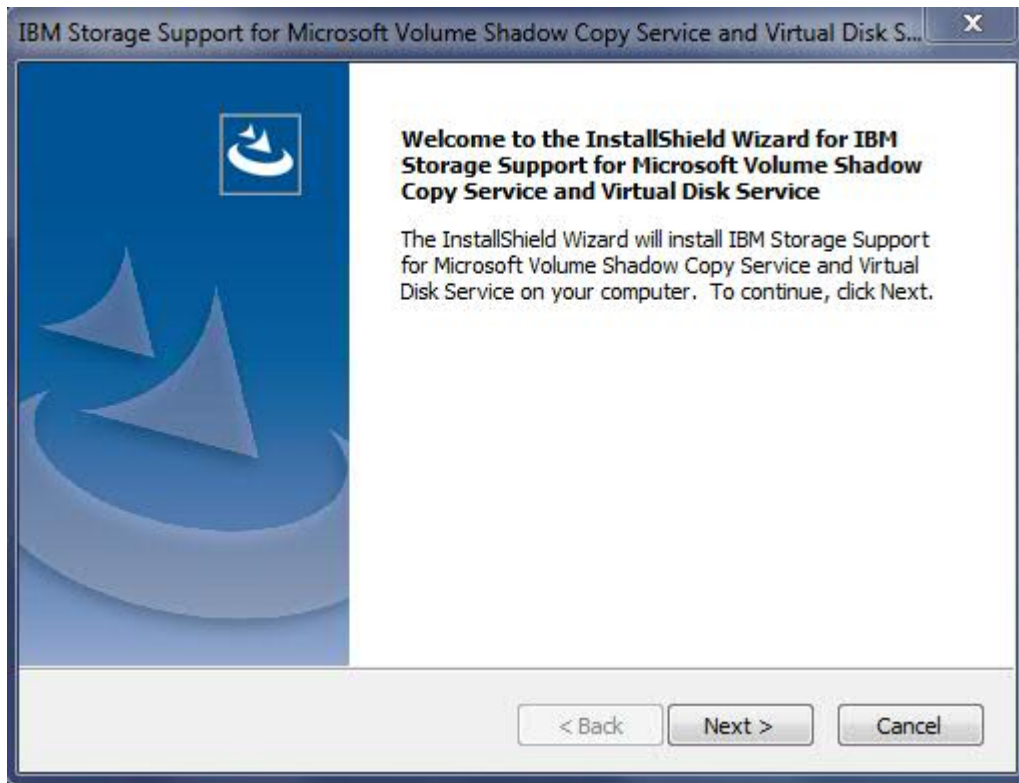 IBM Storage Support for Microsoft Volume Shadow Copy Service and Virtual Disk S...
X
Welcome to the InstallShield Wizard for IBM
Storage Support for Microsoft Volume Shadow
Copy Service and Virtual Disk Service
The InstallShield Wizard will install IBM Storage Support
for Microsoft Volume Shadow Copy Service and Virtual
Disk Service on your computer.  To continue, click Next.
< Back Next > Cancel